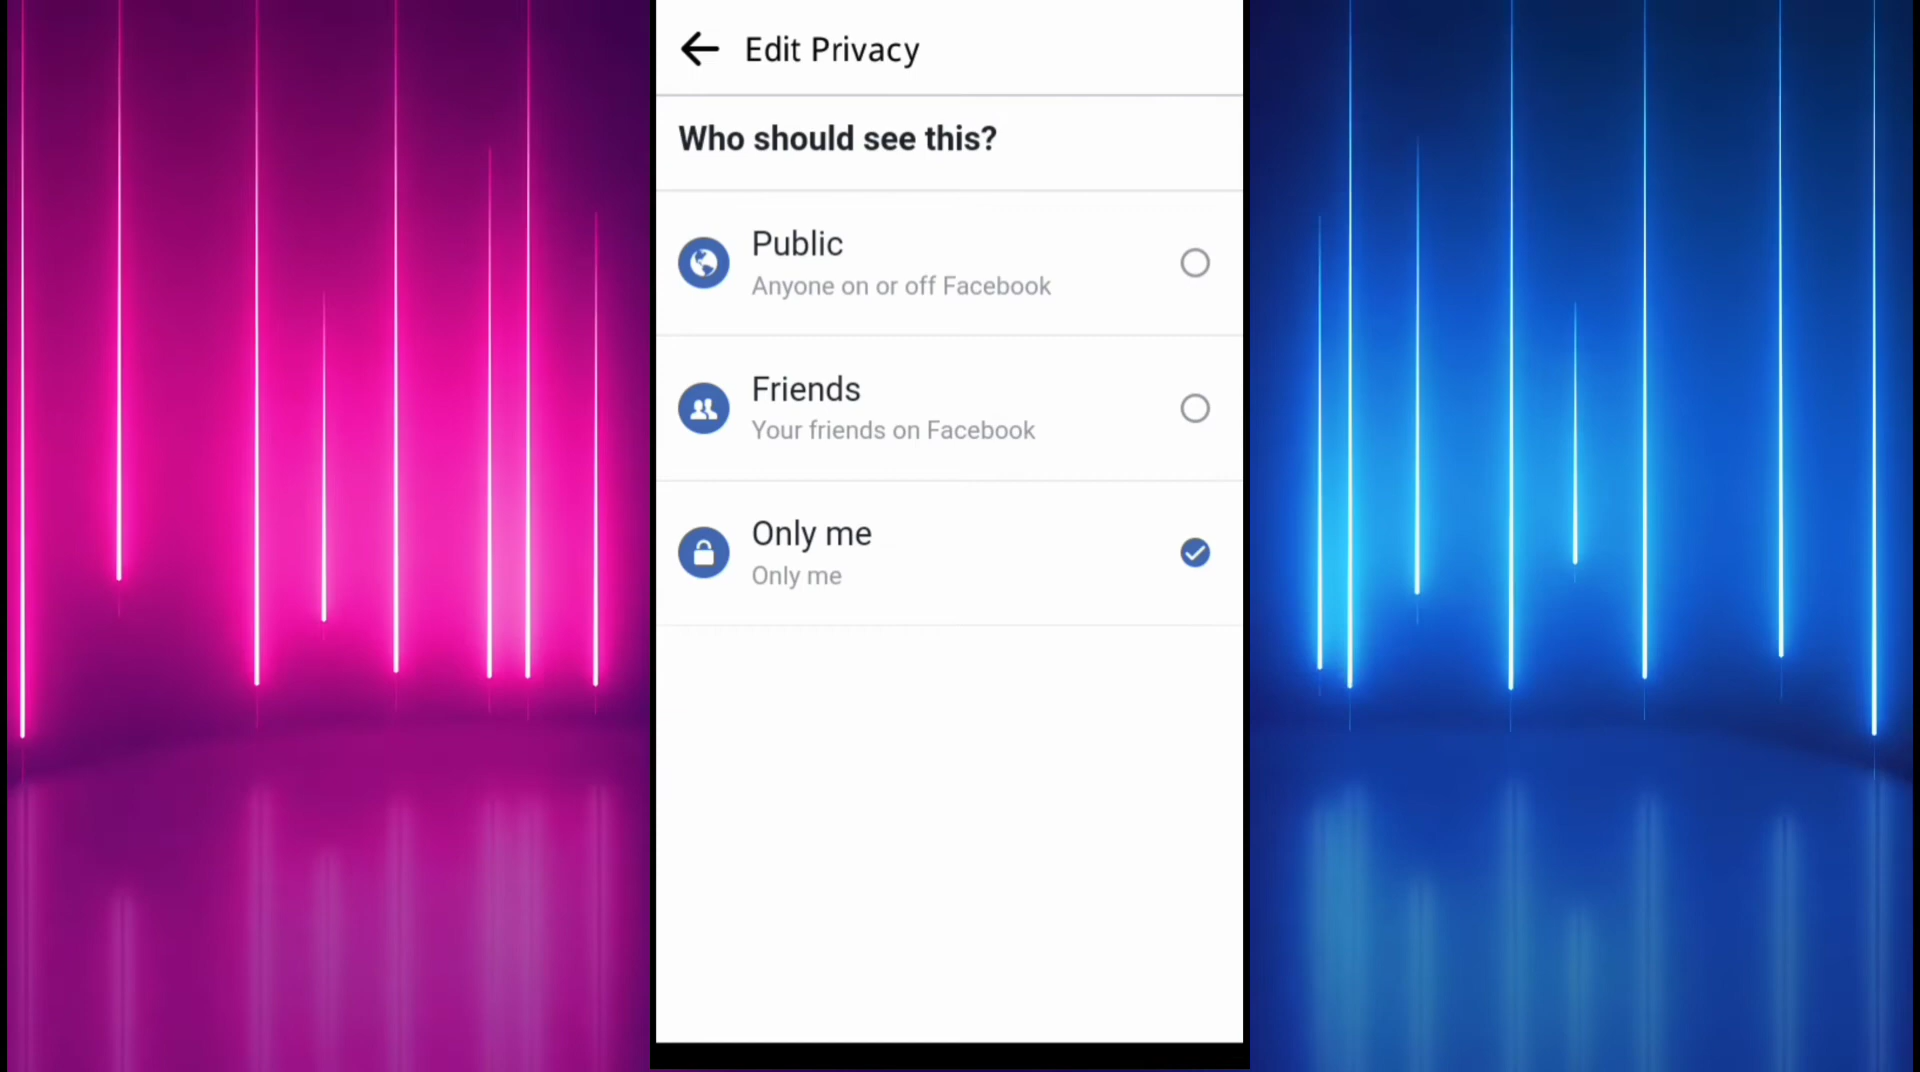 Edit Privacy
Who should see this?
Public
Anyone on or off Facebook
Friends
Your friends on Facebook
Only me
Only me